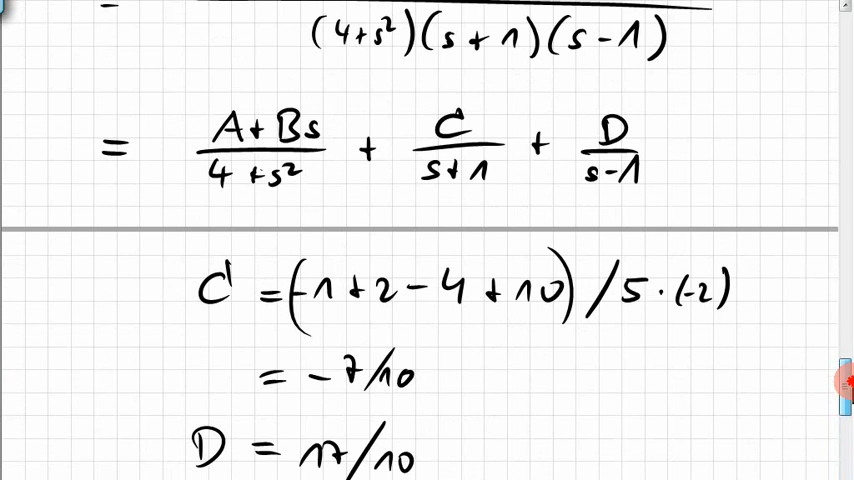 (4+s²)(s+1)(s-1)
= (A+Bs)/(4+s²) + C/(s+1) + D/(s-1)
C = (-1+2-4+10)/5·(-2)
= -7/10
D = 17/10